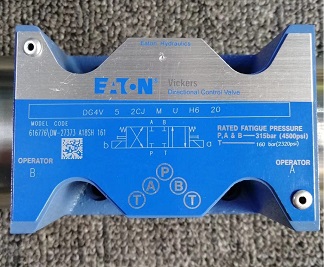 Eaton Hydraulics
EATON Vickers
Directional Control Valve
DG4V 5 2CJ M U H6 20
MODEL CODE
A B
a b
P T
RATED FATIGUE PRESSURE
P,A & B 315bar (4500psi)
T 160 bar(2320psi)
OPERATOR
B
OPERATOR
A
T A P B T